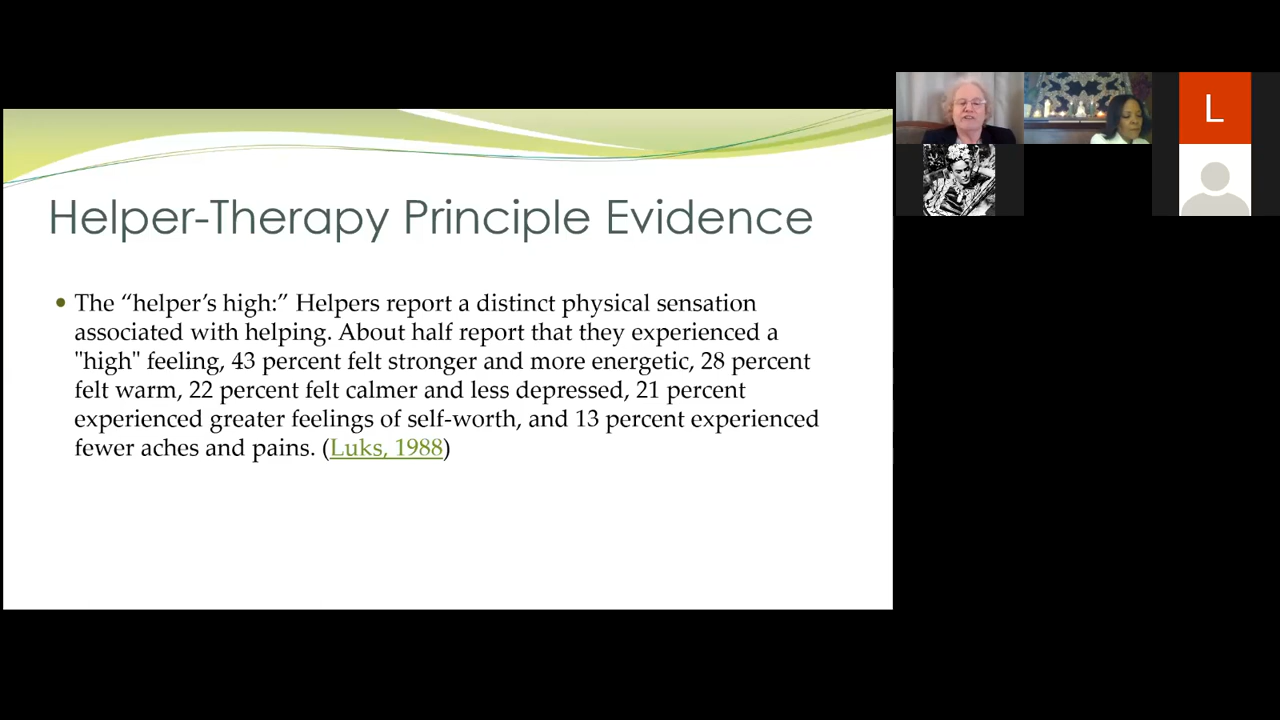 Helper-Therapy Principle Evidence
• The “helper’s high:” Helpers report a distinct physical sensation
associated with helping. About half report that they experienced a
"high" feeling, 43 percent felt stronger and more energetic, 28 percent
felt warm, 22 percent felt calmer and less depressed, 21 percent
experienced greater feelings of self-worth, and 13 percent experienced
fewer aches and pains. (Luks, 1988)
L